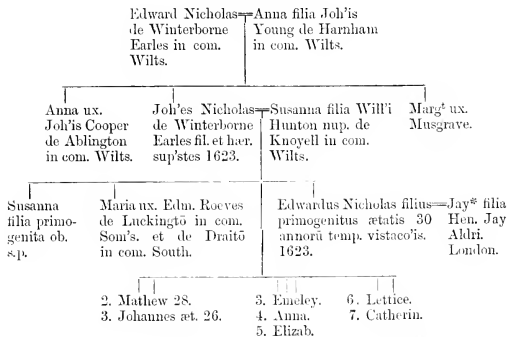 Edward Nicholas
de Winterborne
Earles in com.
Wilts.
Anna filia Joh'is
Young de Harnham
in com. Wilts.
Anna ux.
Joh'is Cooper
de Ablington
in com. Wilts.
Joh'es Nicholas
de Winterborne
Earles fil. et hær.
sup'stes 1623.
Susanna filia Will'i
Hunton nup. de
Knoyell in com.
Wilts.
Margt ux.
Musgrave.
Susanna
filia primo-
genita ob.
s.p.
Maria ux. Edm. Roeves
de Luckingtō in com.
Som's. et de Draitō
in com. South.
Edwardus Nicholas filius
primogenitus ætatis 30
annorū temp. vistaco'is.
1623.
Jay* filia
Hen. Jay
Aldri.
London.
2. Mathew 28.
3. Johannes æt. 26.
3. Emeley.
4. Anna.
5. Elizab.
6. Lettice.
7. Catherin.